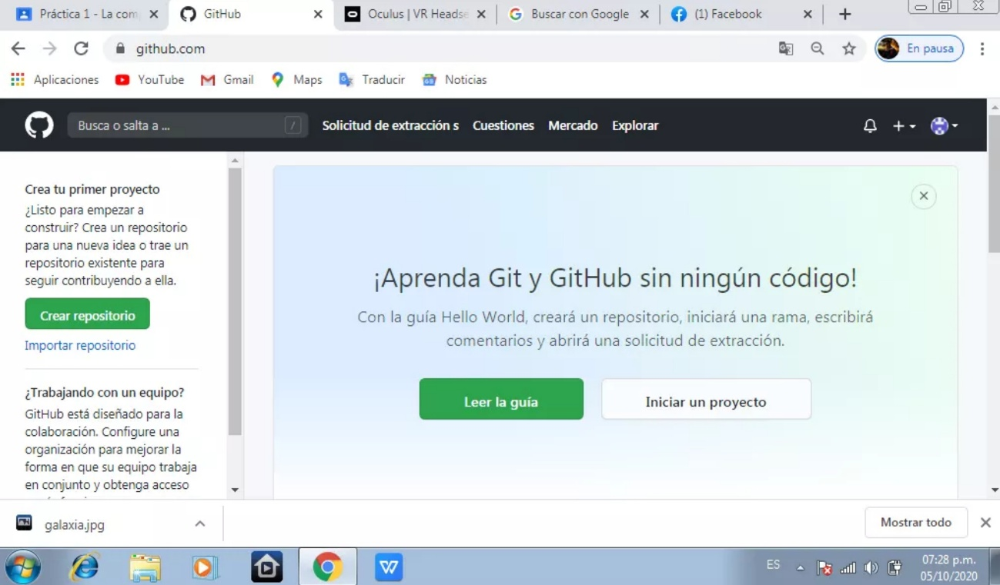 Práctica 1 - La com
GitHub
Oculus | VR Headse
Buscar con Google
(1) Facebook
github.com
En pausa
Aplicaciones
YouTube
Gmail
Maps
Traducir
Noticias
Busca o salta a ...
/
Solicitud de extracción s
Cuestiones
Mercado
Explorar
Crea tu primer proyecto
¿Listo para empezar a
construir? Crea un repositorio
para una nueva idea o trae un
repositorio existente para
seguir contribuyendo a ella.
Crear repositorio
Importar repositorio
¿Trabajando con un equipo?
GitHub está diseñado para la
colaboración. Configure una
organización para mejorar la
forma en que su equipo trabaja
en conjunto y obtenga acceso
¡Aprenda Git y GitHub sin ningún código!
Con la guía Hello World, creará un repositorio, iniciará una rama, escribirá
comentarios y abrirá una solicitud de extracción.
Leer la guía
Iniciar un proyecto
galaxia.jpg
Mostrar todo
ES
07:28 p.m.
05/10/2020